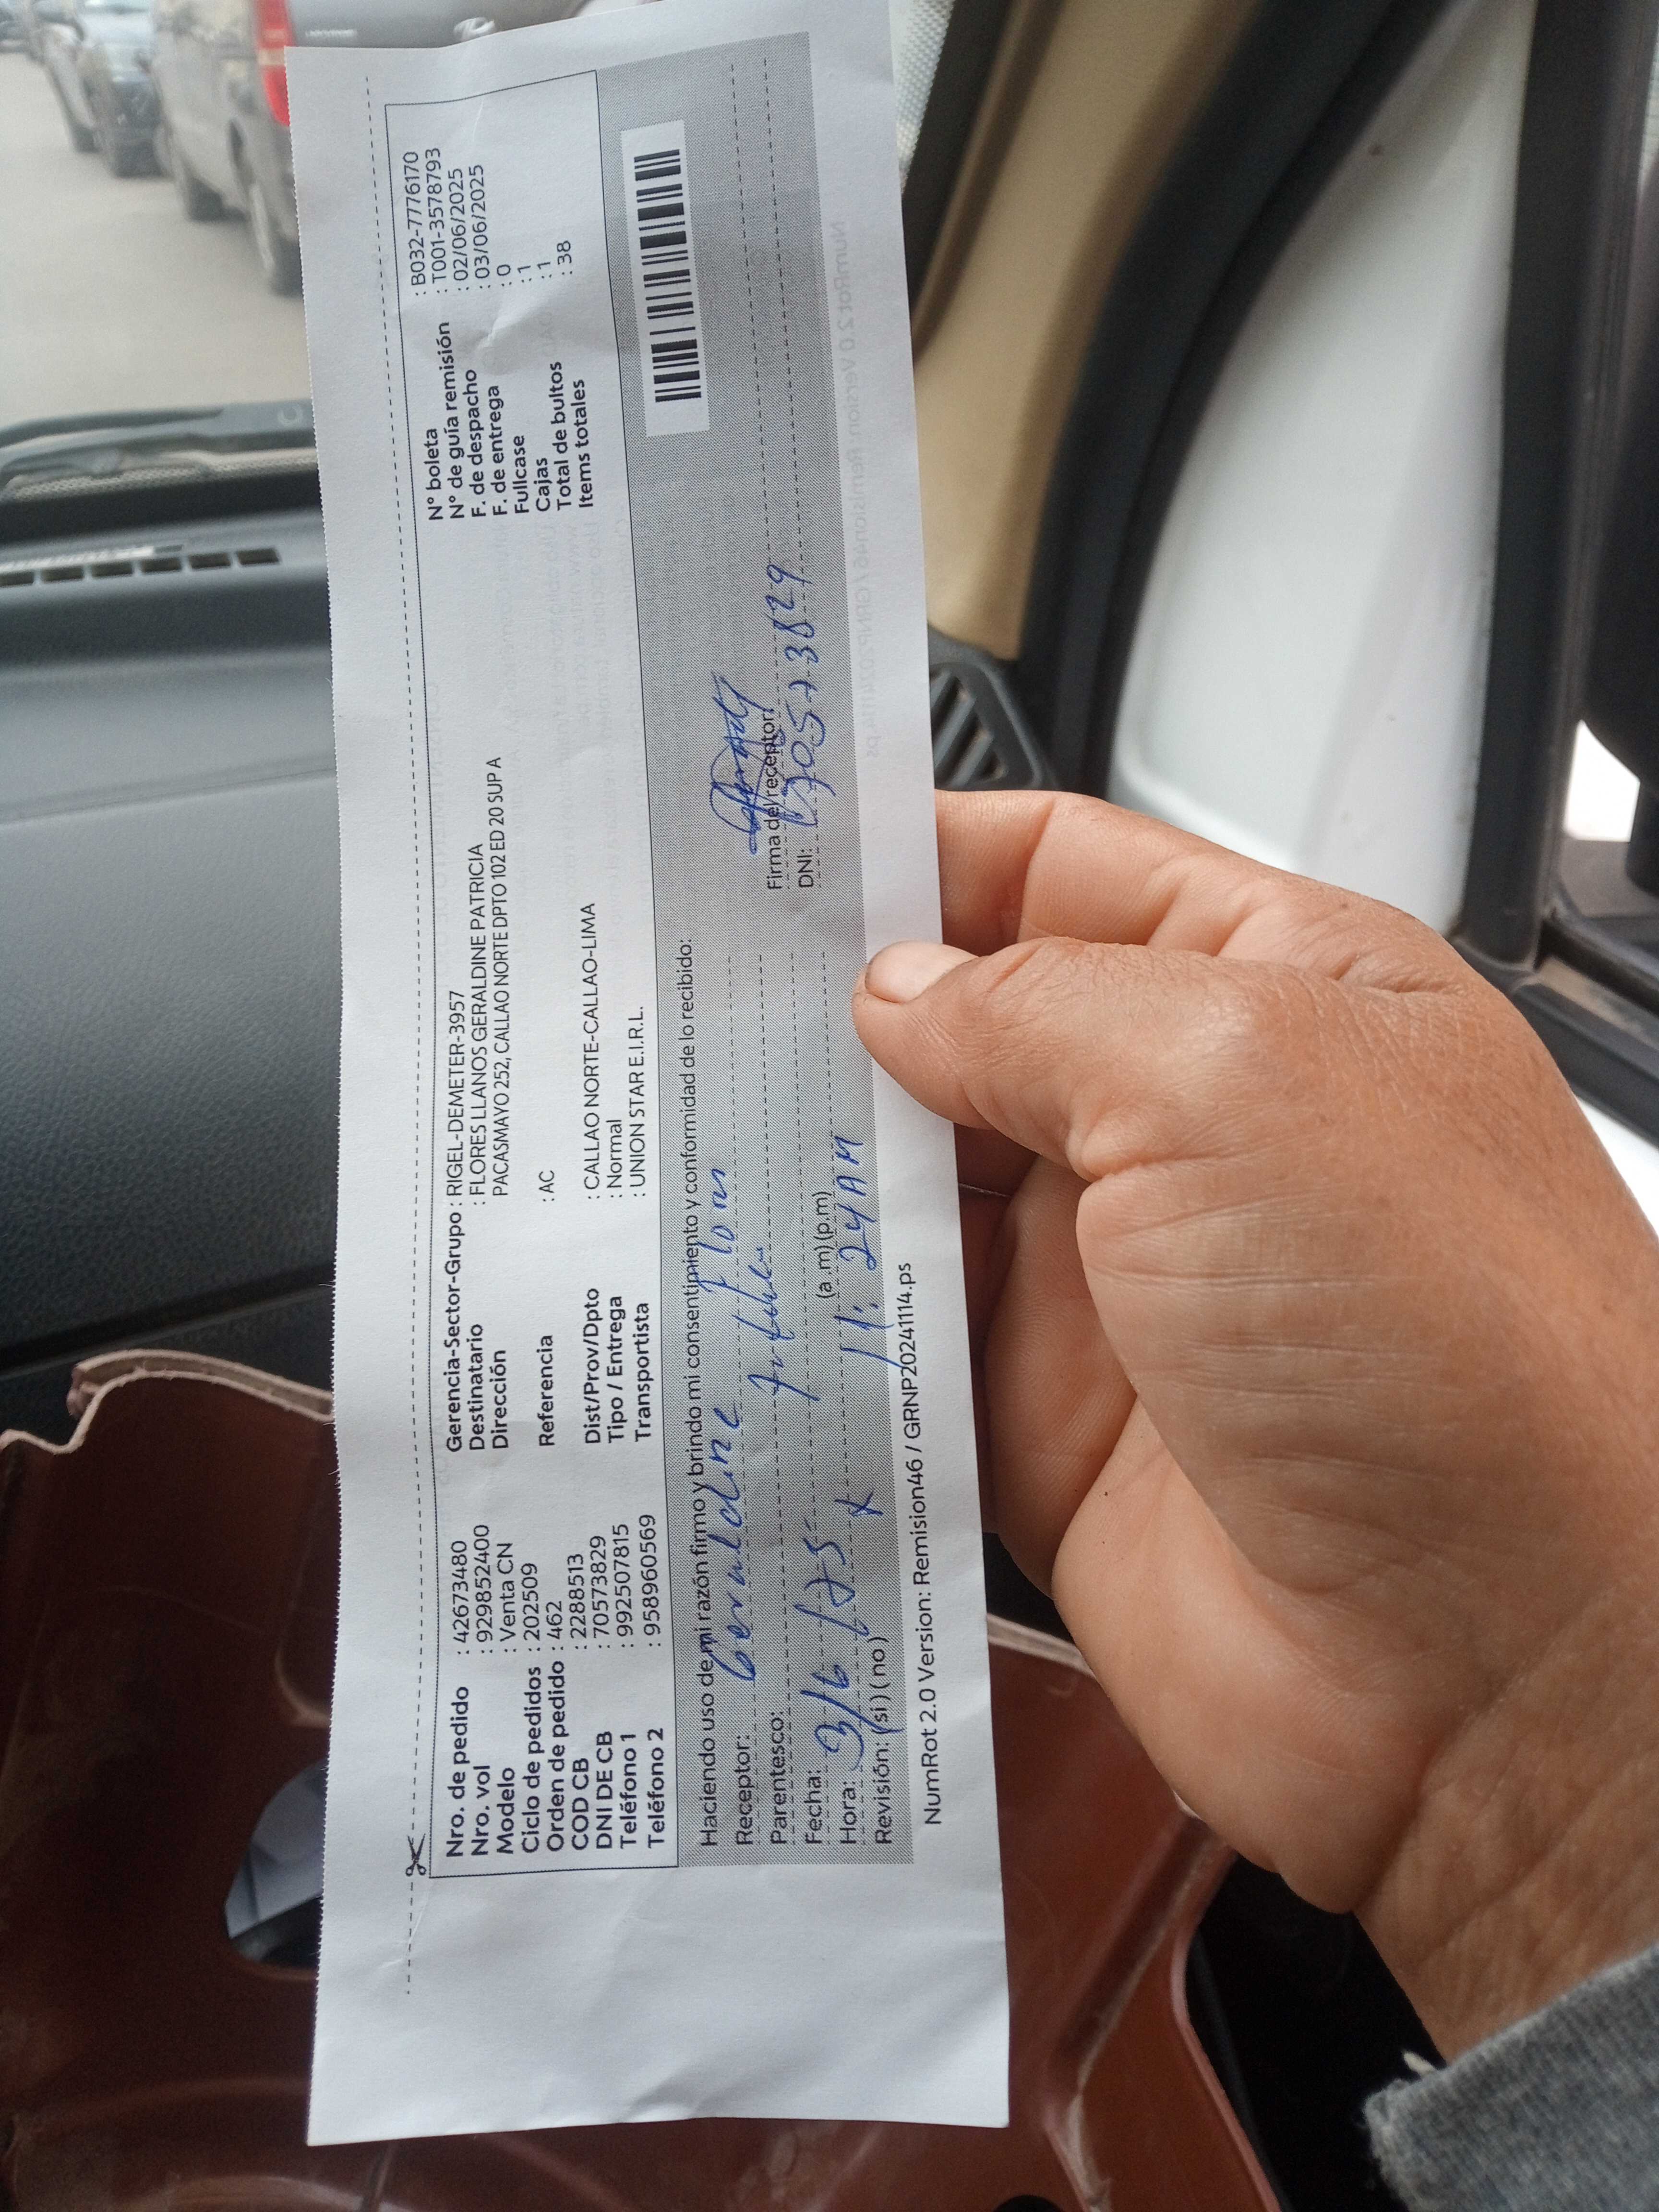 Nro. de pedido : 42673480 Gerencia-Sector-Grupo : RIGEL-DEMETER-3957 N° boleta : B032-7776170
Nro. vol : 929852400 Destinatario : FLORES LLANOS GERALDINE PATRICIA N° de guía remisión : T001-3578793
Modelo : Venta CN Dirección PACASMAYO 252, CALLAO NORTE DPTO 102 ED 20 SUP A F. de despacho : 02/06/2025
Ciclo de pedidos : 202509 F. de entrega : 03/06/2025
Orden de pedido : 462 Referencia : AC Fullcase : 0
COD CB : 2288513 Cajas : 1
DNI DE CB : 70573829 Dist/Prov/Dpto : CALLAO NORTE-CALLAO-LIMA Total de bultos : 1
Teléfono 1 : 992507815 Tipo / Entrega : Normal Items totales : 38
Teléfono 2 : 958960569 Transportista : UNION STAR E.I.R.L.
Haciendo uso de mi razón firmo y brindo mi consentimiento y conformidad de lo recibido:
Receptor: Geraldine
Parentesco: Firma del receptor:
Fecha: 3/6/25 DNI: 70573829
Hora: (a .m) (p.m) 11:24 AM
Revisión: (si) (no) x
NumRot 2.0 Version: Remision46 / GRNP20241114.ps